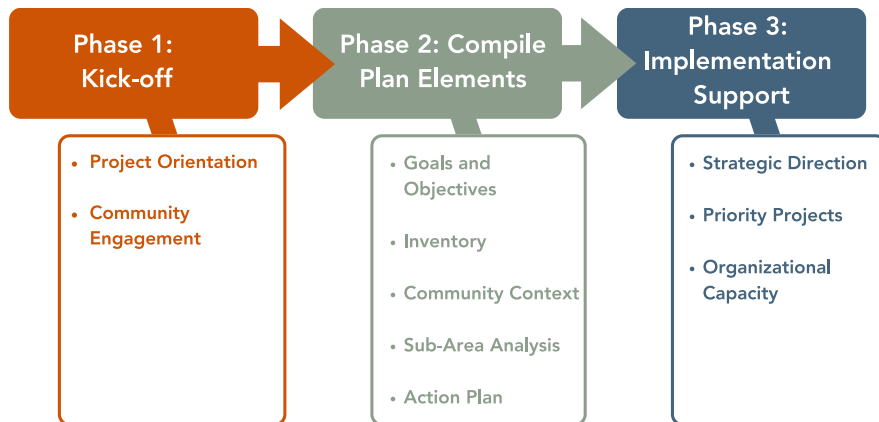 Phase 1:
Kick-off
• Project Orientation
• Community
Engagement
Phase 2: Compile
Plan Elements
• Goals and
Objectives
• Inventory
• Community Context
• Sub-Area Analysis
• Action Plan
Phase 3:
Implementation
Support
• Strategic Direction
• Priority Projects
• Organizational
Capacity